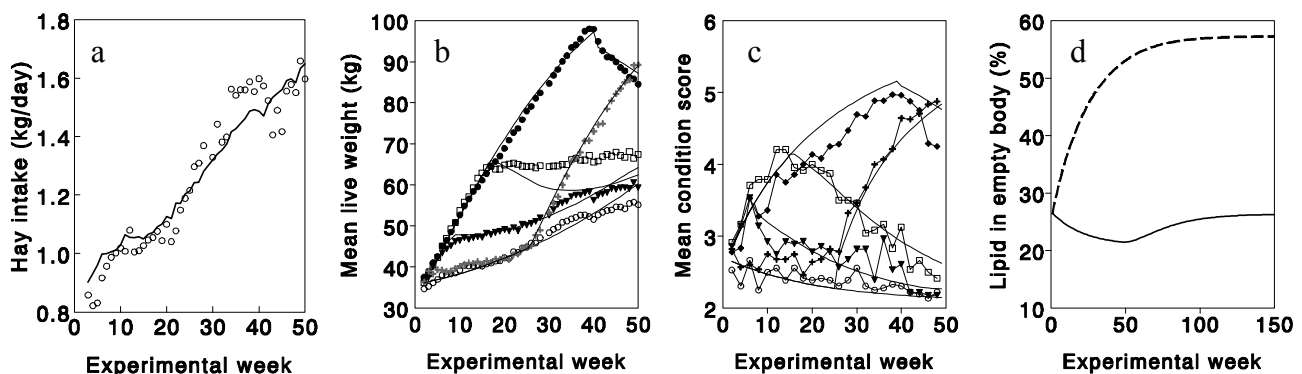 a
Hay intake (kg/day)
1.8
1.6
1.4
1.2
1.0
0.8
0 10 20 30 40 50
Experimental week
b
Mean live weight (kg)
100
90
80
70
60
50
40
30
0 10 20 30 40 50
Experimental week
c
Mean condition score
6
5
4
3
2
0 10 20 30 40 50
Experimental week
d
Lipid in empty body (%)
60
50
40
30
20
10
0 50 100 150
Experimental week